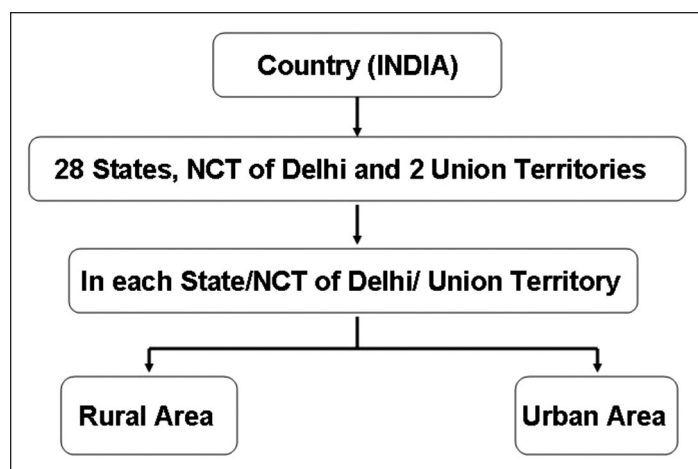 Country (INDIA)
28 States, NCT of Delhi and 2 Union Territories
In each State/NCT of Delhi/ Union Territory
Rural Area
Urban Area